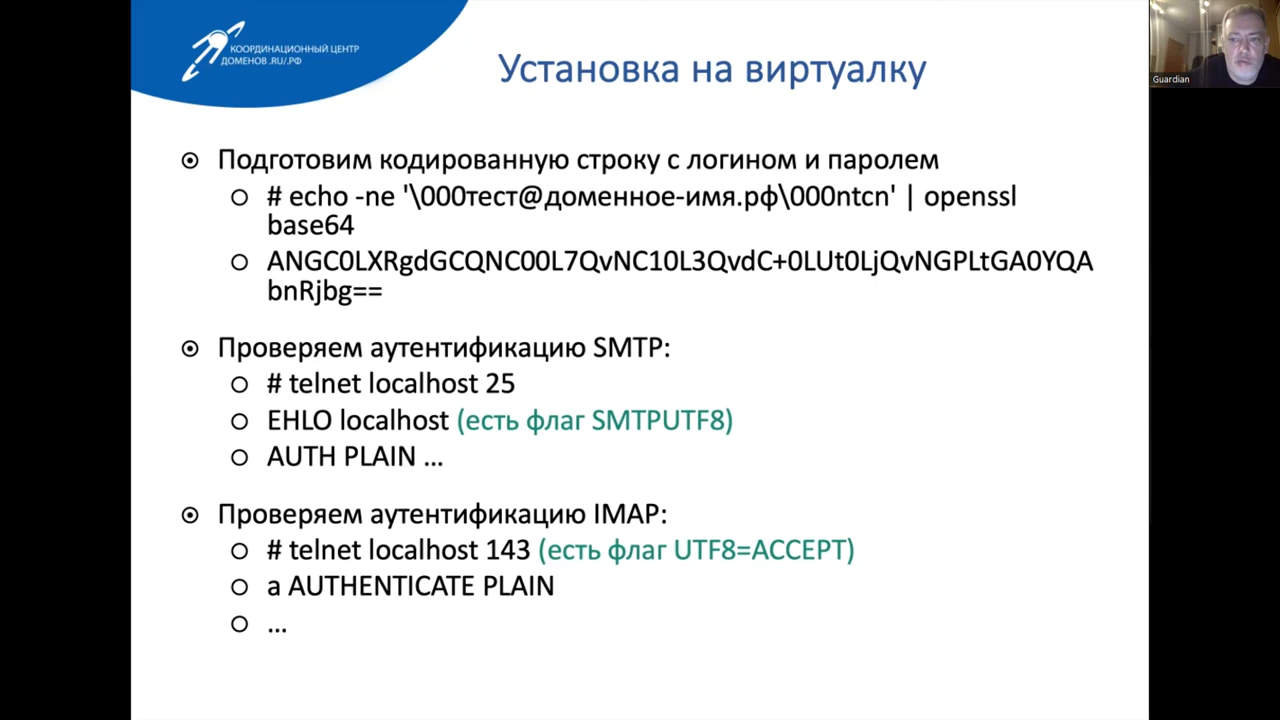 КООРДИНАЦИОННЫЙ ЦЕНТР
ДОМЕНОВ .RU/.РФ
Установка на виртуалку
Guardian
Подготовим кодированную строку с логином и паролем
# echo -ne '\000тест@доменное-имя.рф\000ntcn' | openssl
base64
ANGC0LXRgdGCQNC00L7QvNC10L3QvdC+0LUt0LjQvNGPLtGA0YQA
bnRjbg==
Проверяем аутентификацию SMTP:
# telnet localhost 25
EHLO localhost (есть флаг SMTPUTF8)
AUTH PLAIN ...
Проверяем аутентификацию IMAP:
# telnet localhost 143 (есть флаг UTF8=ACCEPT)
a AUTHENTICATE PLAIN
...